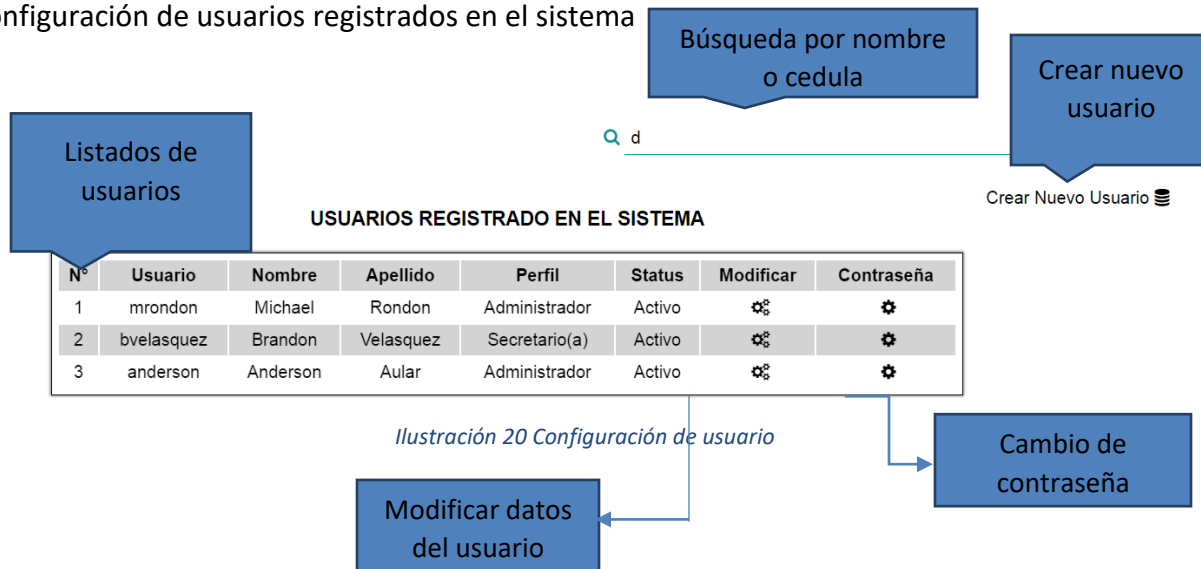 onfiguración de usuarios registrados en el sistema
Búsqueda por nombre
o cedula
Crear nuevo
usuario
Listados de
usuarios
d
Crear Nuevo Usuario
USUARIOS REGISTRADO EN EL SISTEMA
N° Usuario Nombre Apellido Perfil Status Modificar Contraseña
1 mrondon Michael Rondon Administrador Activo
2 bvelasquez Brandon Velasquez Secretario(a) Activo
3 anderson Anderson Aular Administrador Activo
Ilustración 20 Configuración de usuario
Cambio de
contraseña
Modificar datos
del usuario